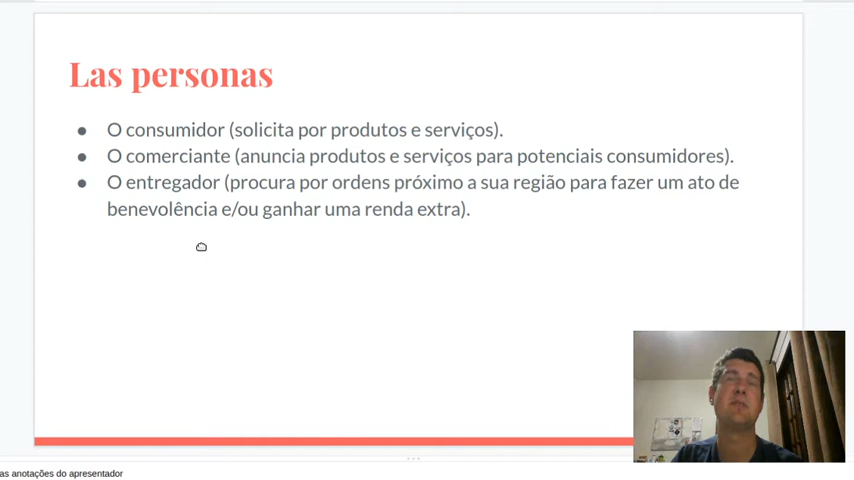 Las personas
● O consumidor (solicita por produtos e serviços).
● O comerciante (anuncia produtos e serviços para potenciais consumidores).
● O entregador (procura por ordens próximo a sua região para fazer um ato de
benevolência e/ou ganhar uma renda extra).
as anotações do apresentador